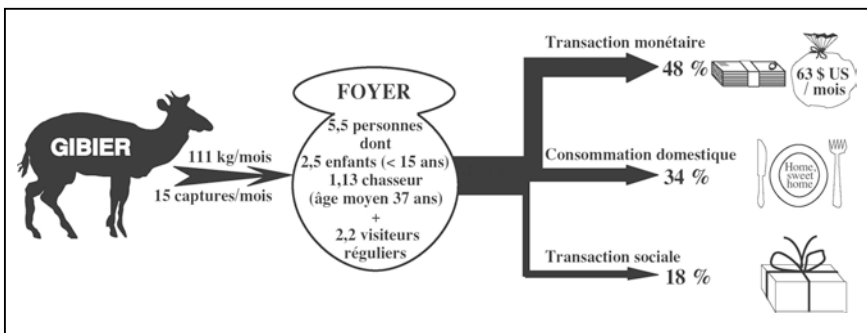 GIBIER
111 kg/mois
15 captures/mois
FOYER
5,5 personnes
dont
2,5 enfants (< 15 ans)
1,13 chasseur
(âge moyen 37 ans)
+
2,2 visiteurs
réguliers
Transaction monétaire
48 %
63 $ US
/ mois
Consommation domestique
34 %
Home,
sweet
home
Transaction sociale
18 %